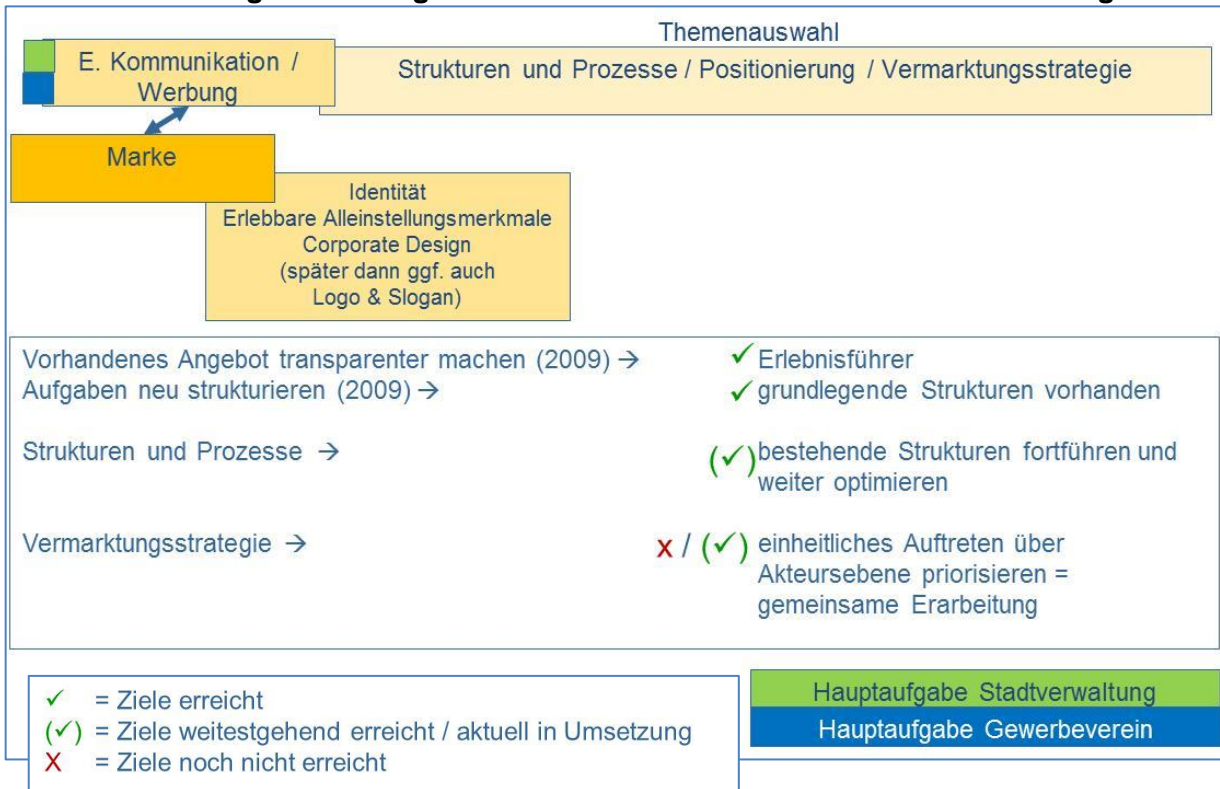 Themenauswahl
E. Kommunikation /
Werbung
Strukturen und Prozesse / Positionierung / Vermarktungsstrategie
Marke
Identität
Erlebbare Alleinstellungsmerkmale
Corporate Design
(später dann ggf. auch
Logo & Slogan)
Vorhandenes Angebot transparenter machen (2009) → ✓ Erlebnisführer
Aufgaben neu strukturieren (2009) → ✓ grundlegende Strukturen vorhanden
Strukturen und Prozesse → (✓) bestehende Strukturen fortführen und
weiter optimieren
Vermarktungsstrategie → x / (✓) einheitliches Auftreten über
Akteursebene priorisieren =
gemeinsame Erarbeitung
✓ = Ziele erreicht
(✓) = Ziele weitestgehend erreicht / aktuell in Umsetzung
X = Ziele noch nicht erreicht
Hauptaufgabe Stadtverwaltung
Hauptaufgabe Gewerbeverein